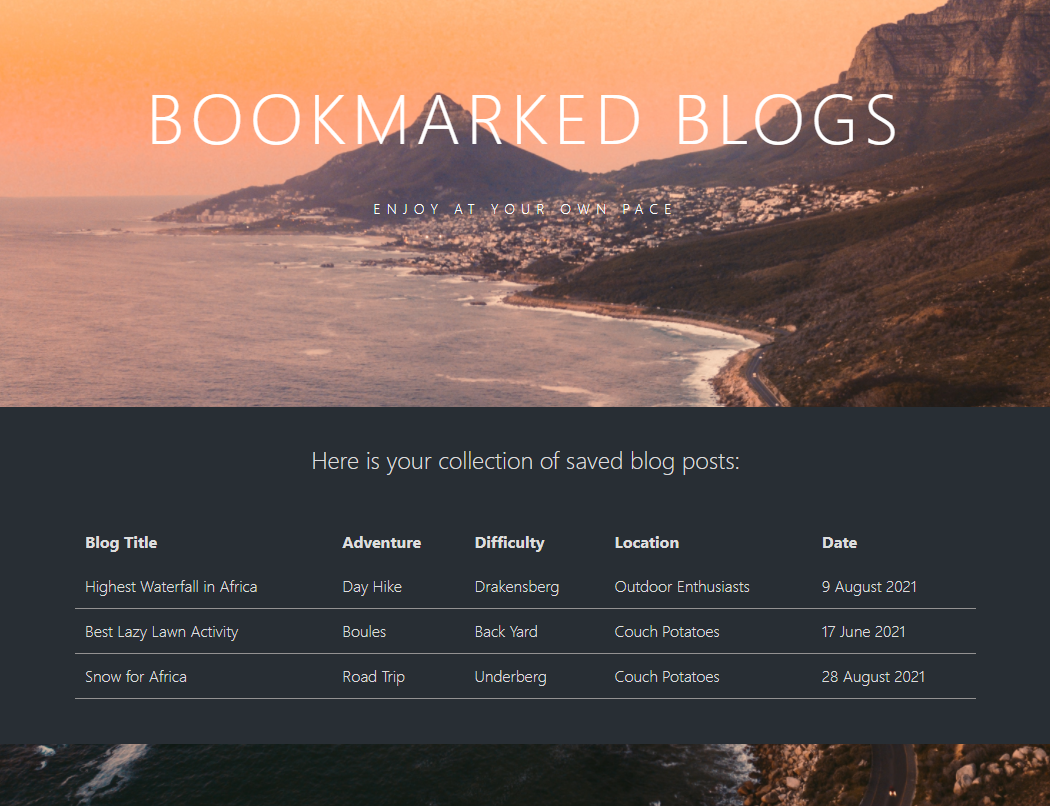 BOOKMARKED BLOGS
ENJOY AT YOUR OWN PACE
Here is your collection of saved blog posts:
Blog Title Adventure Difficulty Location Date
Highest Waterfall in Africa Day Hike Drakensberg Outdoor Enthusiasts 9 August 2021
Best Lazy Lawn Activity Boules Back Yard Couch Potatoes 17 June 2021
Snow for Africa Road Trip Underberg Couch Potatoes 28 August 2021